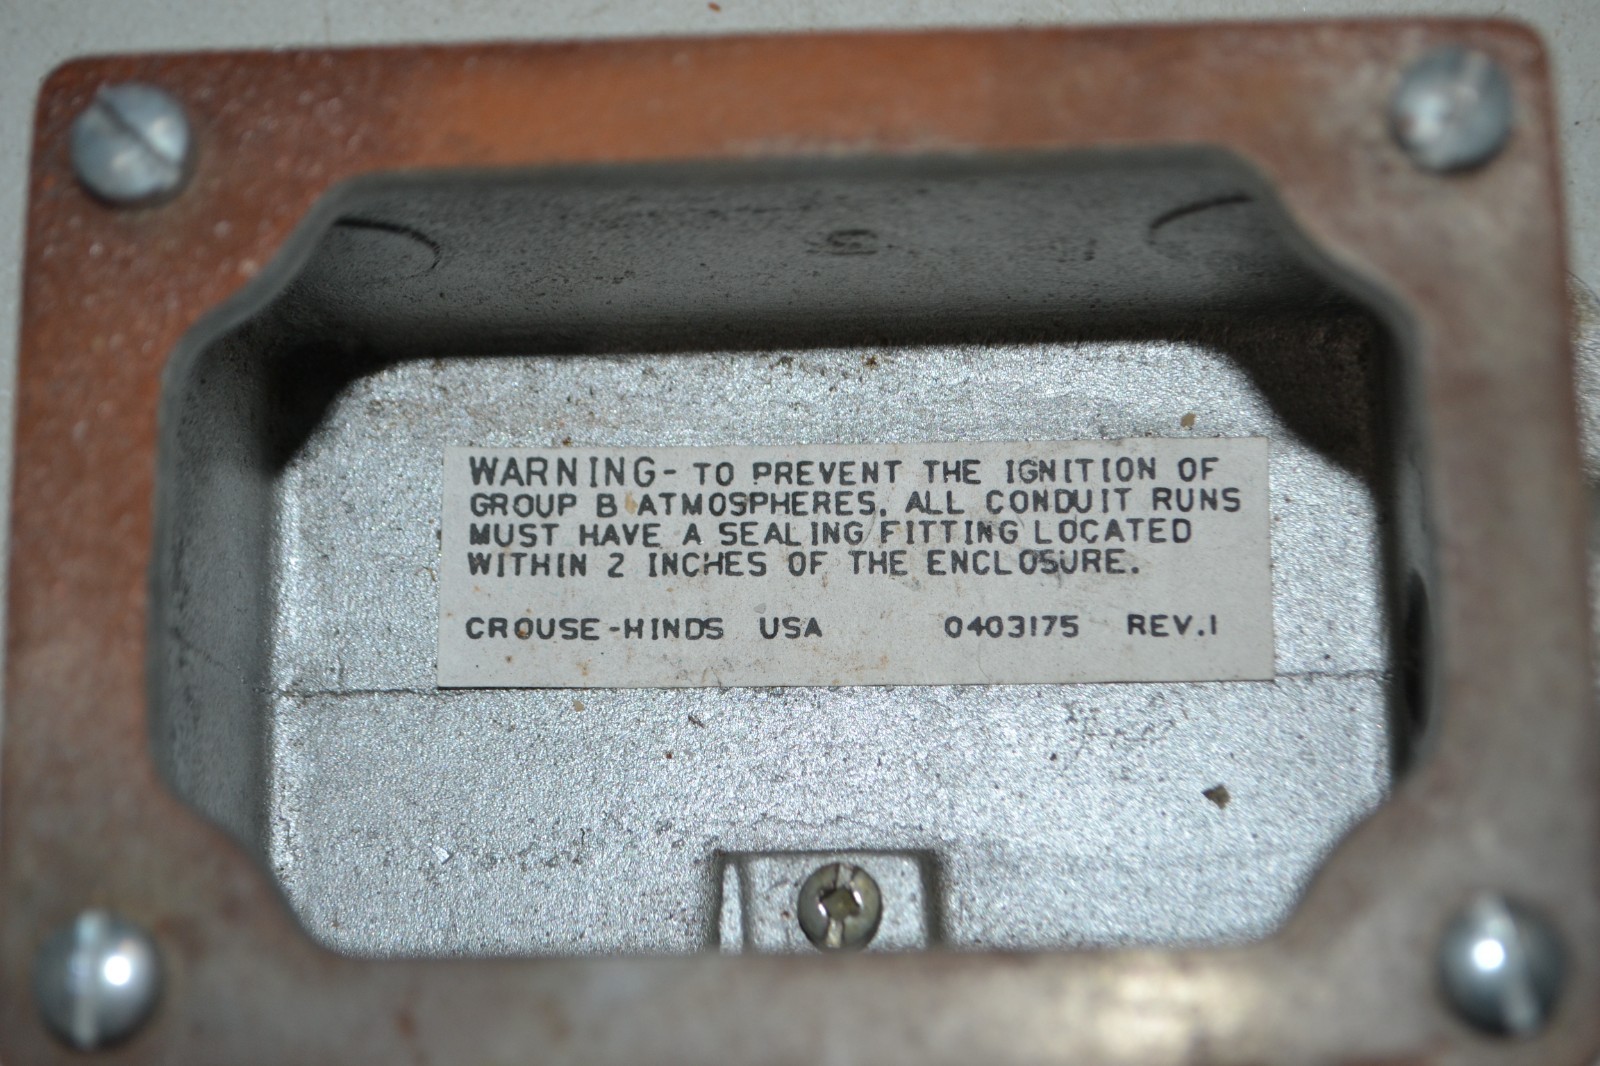 WARNING- TO PREVENT THE IGNITION OF
GROUP B ATMOSPHERES, ALL CONDUIT RUNS
MUST HAVE A SEALING FITTING LOCATED
WITHIN 2 INCHES OF THE ENCLOSURE.
CROUSE-HINDS USA 0403175 REV.1